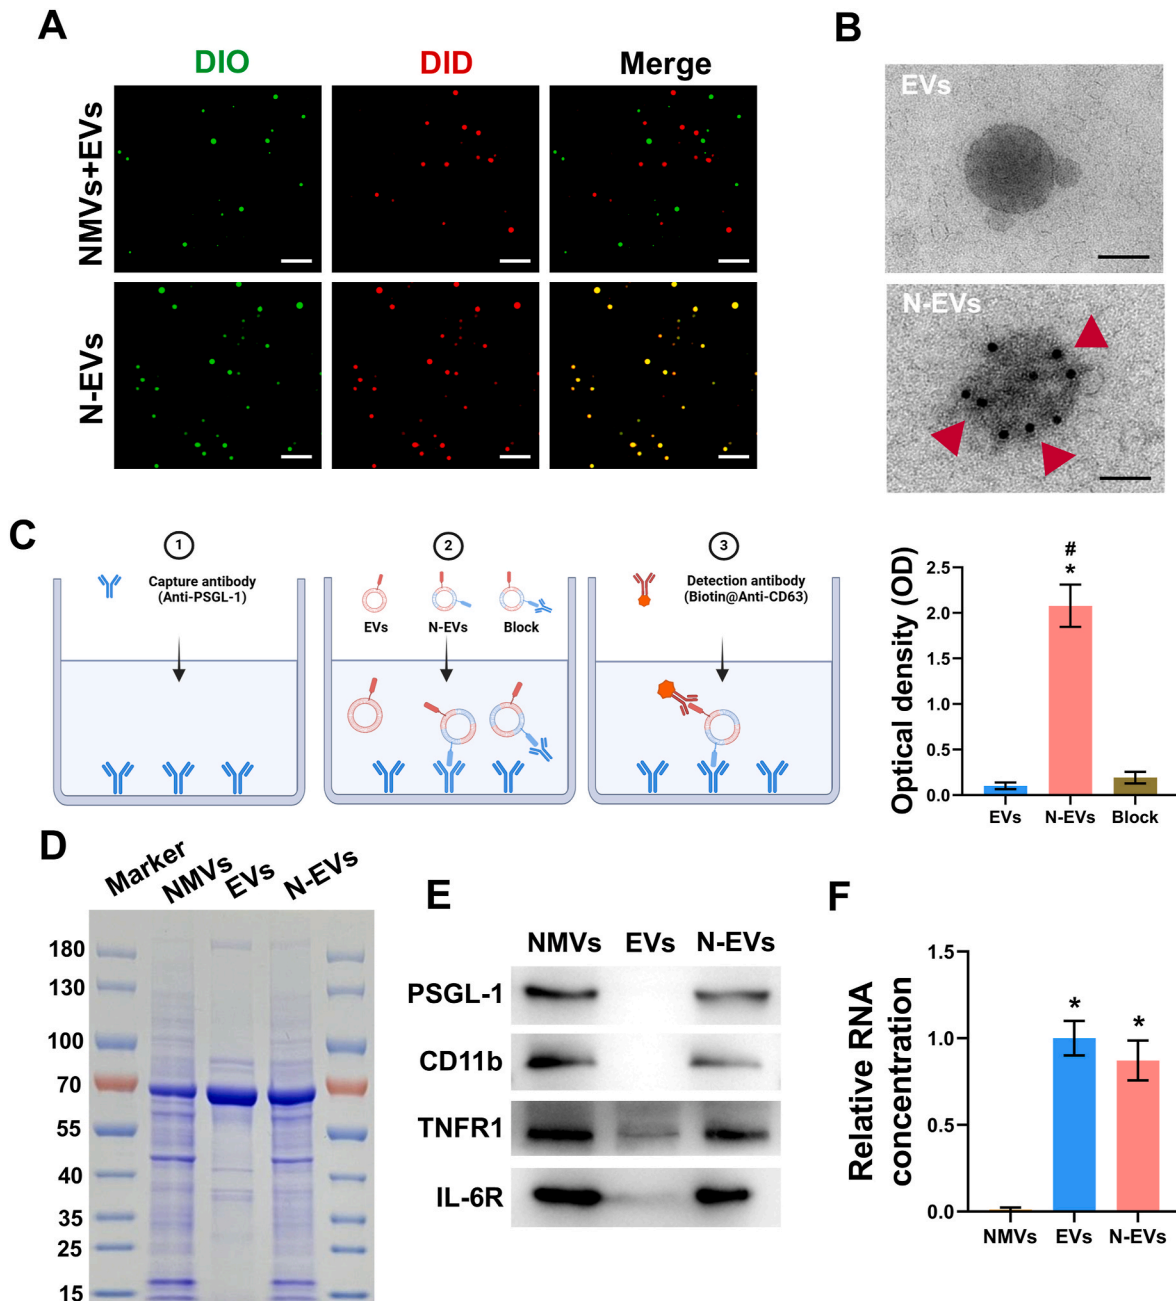 A
DIO
DID
Merge
NMVs+EVs
N-EVs
B
EVs
N-EVs
C
1
Capture antibody
(Anti-PSGL-1)
2
EVs
N-EVs
Block
3
Detection antibody
(Biotin@Anti-CD63)
Optical density (OD)
2.5
2.0
1.5
1.0
0.5
0.0
#
*
EVs
N-EVs
Block
D
Marker
NMVs
EVs
N-EVs
180
130
100
70
55
40
35
25
15
E
NMVs
EVs
N-EVs
PSGL-1
CD11b
TNFR1
IL-6R
F
Relative RNA
concentration
1.5
1.0
0.5
0.0
*
*
NMVs
EVs
N-EVs